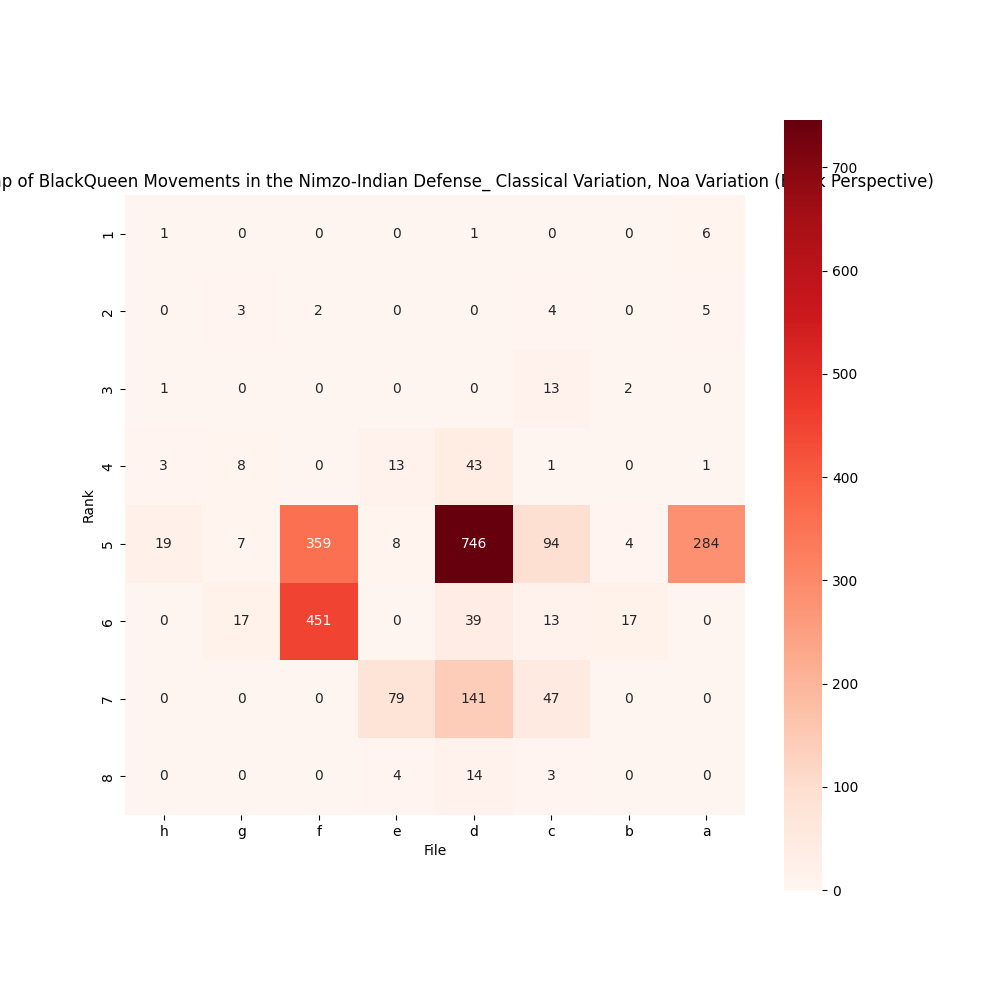 of BlackQueen Movements in the Nimzo-Indian Defense_ Classical Variation, Noa Variation ( Perspective)
1 1 0 0 0 1 0 0 6
2 0 3 2 0 0 4 0 5
3 1 0 0 0 0 13 2 0
4 3 8 0 13 43 1 0 1
Rank
5 19 7 359 8 746 94 4 284
6 0 17 451 0 39 13 17 0
7 0 0 0 79 141 47 0 0
8 0 0 0 4 14 3 0 0
h g f e d c b a
File
700
600
500
400
300
200
100
0